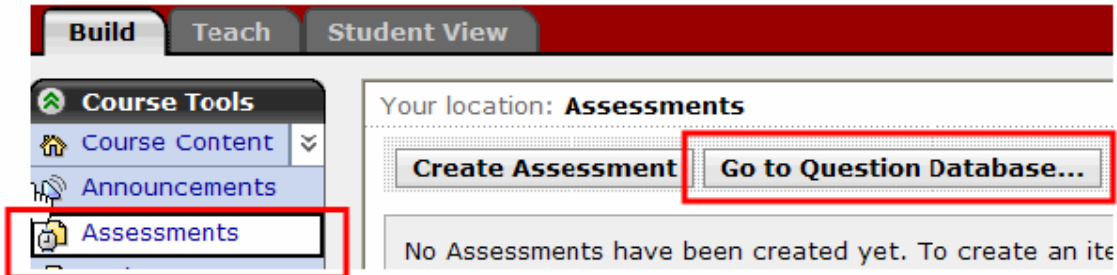 Build Teach Student View
Course Tools
Course Content
Announcements
Assessments
Your location: Assessments
Create Assessment Go to Question Database...
No Assessments have been created yet. To create an